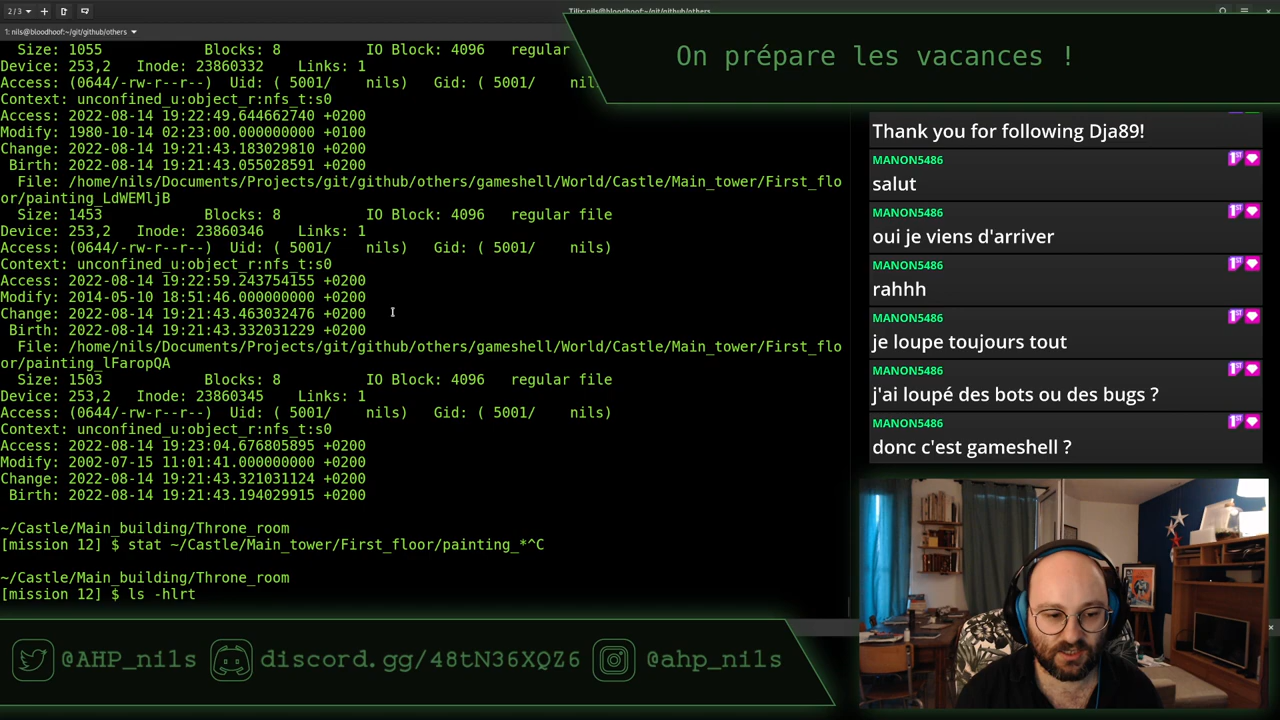 2/3
Tilix: nils@bloodhoof:~/git/github/others
1: nils@bloodhoof:~/git/github/others
Size: 1055 Blocks: 8 IO Block: 4096 regular
Device: 253,2 Inode: 23860332 Links: 1
Access: (0644/-rw-r--r--) Uid: ( 5001/ nils) Gid: ( 5001/ nils)
Context: unconfined_u:object_r:nfs_t:s0
Access: 2022-08-14 19:22:49.644662740 +0200
Modify: 1980-10-14 02:23:00.000000000 +0100
Change: 2022-08-14 19:21:43.183029810 +0200
Birth: 2022-08-14 19:21:43.055028591 +0200
File: /home/nils/Documents/Projects/git/github/others/gameshell/World/Castle/Main_tower/First_flo
or/painting_LdWEMljB
Size: 1453 Blocks: 8 IO Block: 4096 regular file
Device: 253,2 Inode: 23860346 Links: 1
Access: (0644/-rw-r--r--) Uid: ( 5001/ nils) Gid: ( 5001/ nils)
Context: unconfined_u:object_r:nfs_t:s0
Access: 2022-08-14 19:22:59.243754155 +0200
Modify: 2014-05-10 18:51:46.000000000 +0200
Change: 2022-08-14 19:21:43.463032476 +0200
Birth: 2022-08-14 19:21:43.332031229 +0200
File: /home/nils/Documents/Projects/git/github/others/gameshell/World/Castle/Main_tower/First_flo
or/painting_lFaropQA
Size: 1503 Blocks: 8 IO Block: 4096 regular file
Device: 253,2 Inode: 23860345 Links: 1
Access: (0644/-rw-r--r--) Uid: ( 5001/ nils) Gid: ( 5001/ nils)
Context: unconfined_u:object_r:nfs_t:s0
Access: 2022-08-14 19:23:04.676805895 +0200
Modify: 2002-07-15 11:01:41.000000000 +0200
Change: 2022-08-14 19:21:43.321031124 +0200
Birth: 2022-08-14 19:21:43.194029915 +0200
~/Castle/Main_building/Throne_room
[mission 12] $ stat ~/Castle/Main_tower/First_floor/painting_*^C
~/Castle/Main_building/Throne_room
[mission 12] $ ls -hlrt
On prépare les vacances !
Thank you for following Dja89!
MANON5486
salut
MANON5486
oui je viens d'arriver
MANON5486
rahhh
MANON5486
je loupe toujours tout
MANON5486
j'ai loupé des bots ou des bugs ?
MANON5486
donc c'est gameshell ?
@AHP_nils
discord.gg/48tN36XQZ6
@ahp_nils